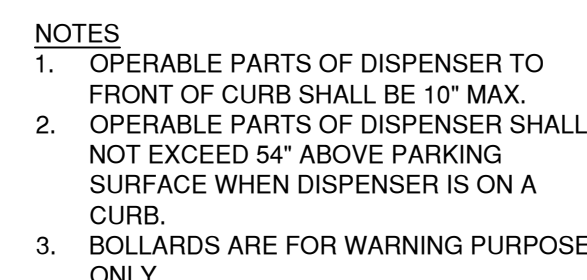 NOTES
1. OPERABLE PARTS OF DISPENSER TO
FRONT OF CURB SHALL BE 10" MAX.
2. OPERABLE PARTS OF DISPENSER SHALL
NOT EXCEED 54" ABOVE PARKING
SURFACE WHEN DISPENSER IS ON A
CURB.
3. BOLLARDS ARE FOR WARNING PURPOSE
ONLY